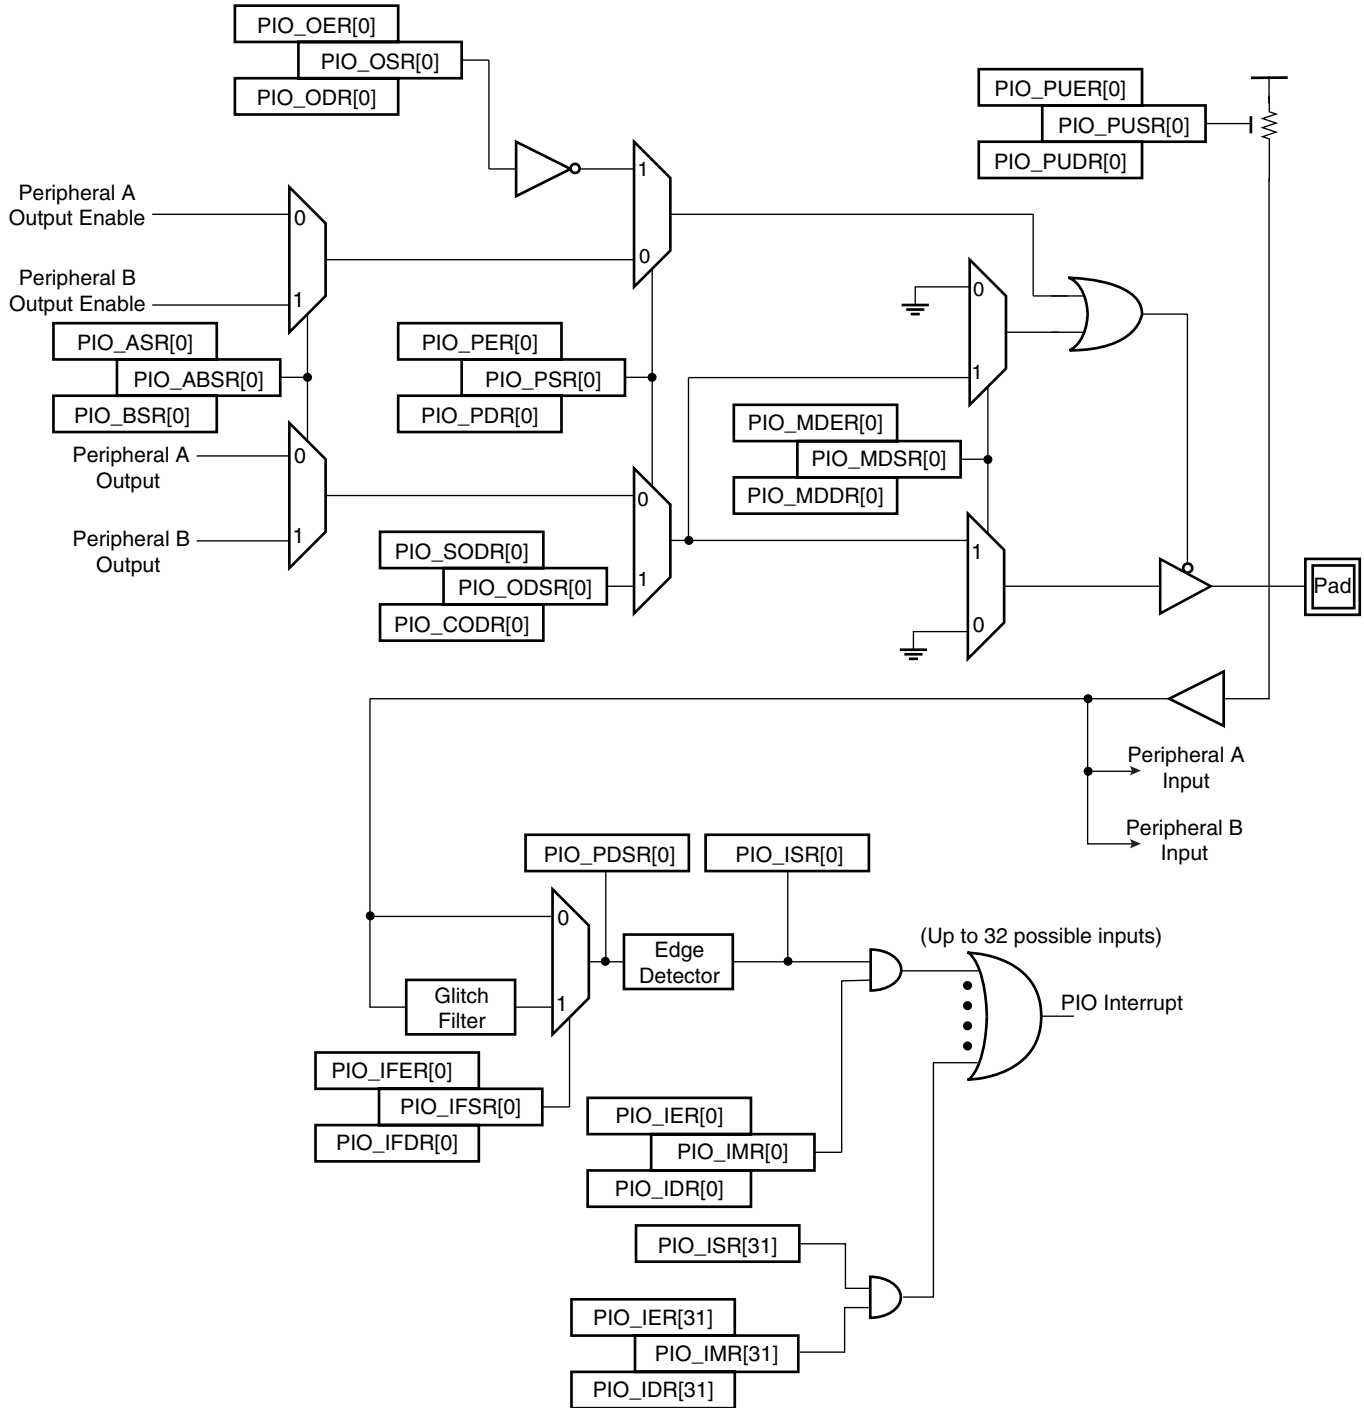 PIO_OER[0]
PIO_OSR[0]
PIO_ODR[0]
PIO_PUER[0]
PIO_PUSR[0]
PIO_PUDR[0]
1
Peripheral A
Output Enable
0
0
Peripheral B
Output Enable
1
0
PIO_ASR[0]
PIO_ABSR[0]
PIO_BSR[0]
PIO_PER[0]
PIO_PSR[0]
PIO_PDR[0]
1
PIO_MDER[0]
PIO_MDSR[0]
PIO_MDDR[0]
Peripheral A
Output
0
0
Peripheral B
Output
1
PIO_SODR[0]
PIO_ODSR[0]
PIO_CODR[0]
1
1
0
Pad
Peripheral A
Input
Peripheral B
Input
PIO_PDSR[0]
PIO_ISR[0]
0
Edge
Detector
(Up to 32 possible inputs)
Glitch
Filter
1
PIO Interrupt
PIO_IFER[0]
PIO_IFSR[0]
PIO_IFDR[0]
PIO_IER[0]
PIO_IMR[0]
PIO_IDR[0]
PIO_ISR[31]
PIO_IER[31]
PIO_IMR[31]
PIO_IDR[31]